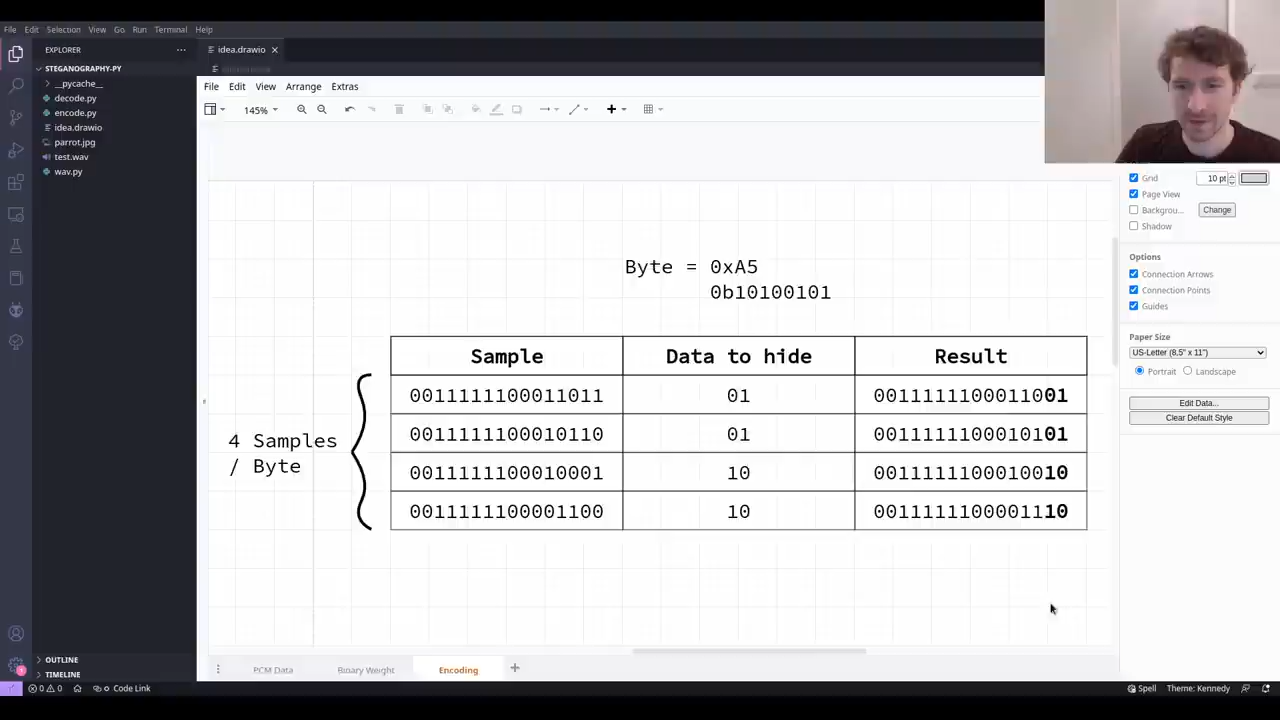 File Edit Selection View Go Run Terminal Help
EXPLORER
idea.drawio
STEGANOGRAPHY-PY
__pycache__
decode.py
encode.py
idea.drawio
parrot.jpg
test.wav
wav.py
OUTLINE
TIMELINE
File Edit View Arrange Extras
145%
Byte = 0xA5
0b10100101
Sample Data to hide Result
0011111100011011 01 0011111100011001
0011111100010110 01 0011111100010101
0011111100010001 10 0011111100010010
0011111100001100 10 0011111100001110
4 Samples
/ Byte
PCM Data Binary Weight Encoding
Grid 10 pt
Page View
Backgrou... Change
Shadow
Options
Connection Arrows
Connection Points
Guides
Paper Size
US-Letter (8,5" x 11")
Portrait Landscape
Edit Data...
Clear Default Style
0 0 Code Link Spell Theme: Kennedy